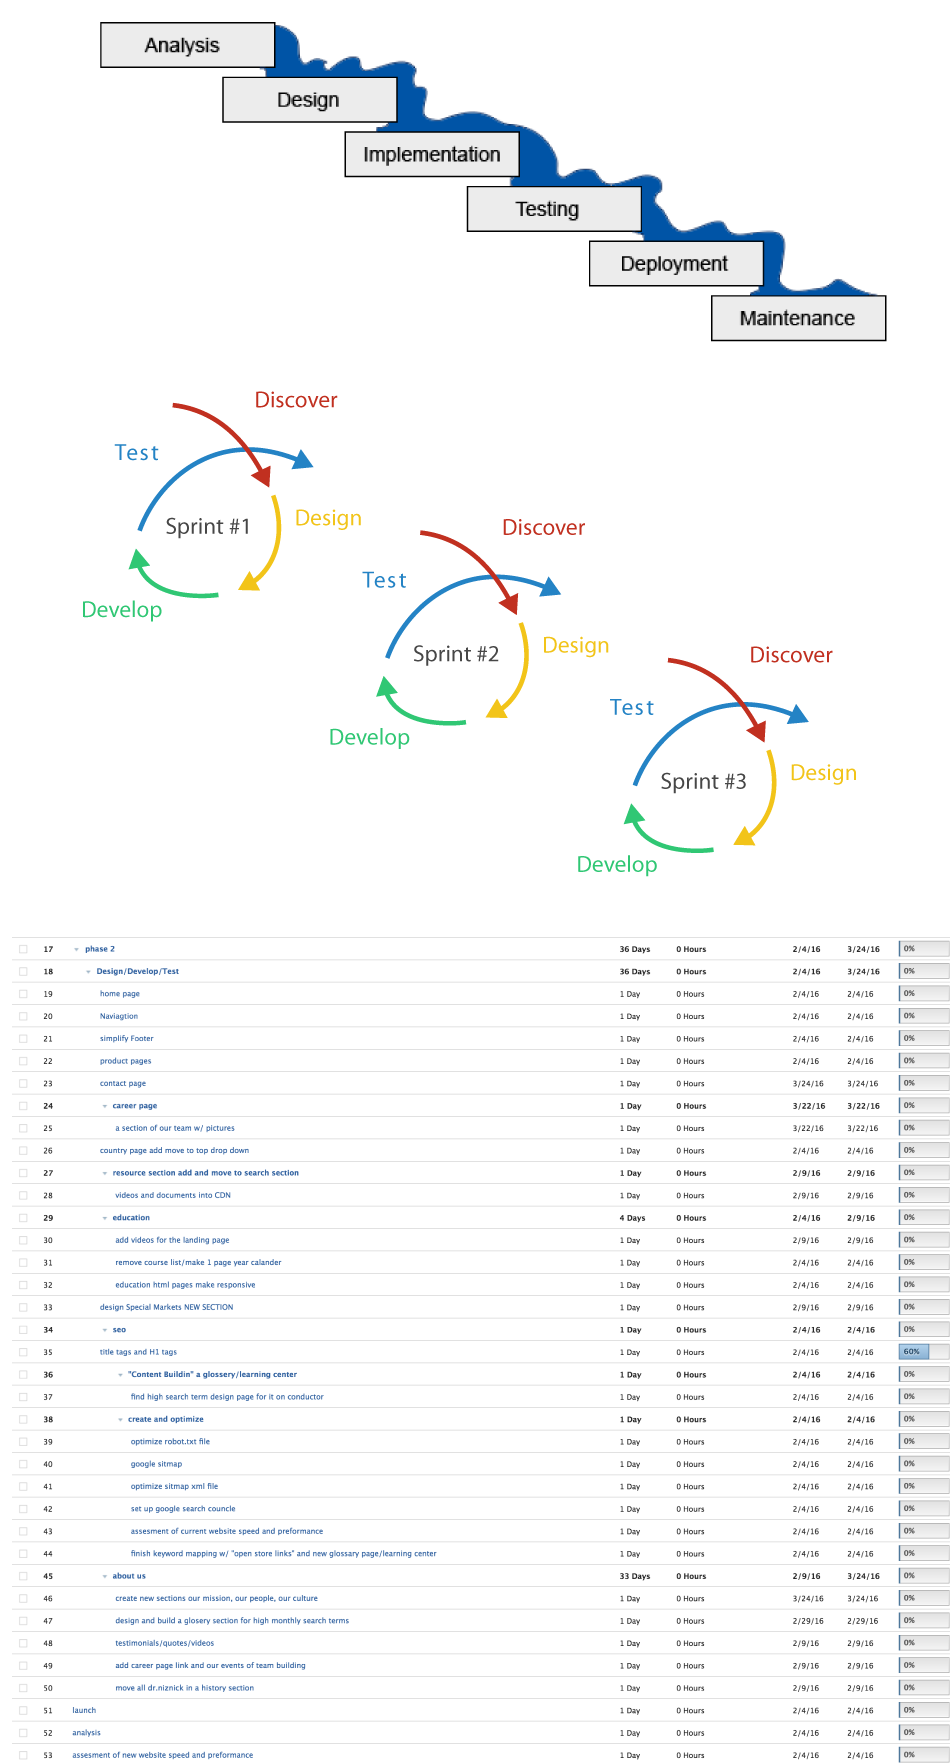 Analysis
Design
Implementation
Testing
Deployment
Maintenance
Discover
Test
Sprint #1
Design
Develop
Discover
Test
Sprint #2
Design
Develop
Discover
Test
Sprint #3
Design
Develop
17 phase 2 36 Days 0 Hours 2/4/16 3/24/16 0%
18 Design/Develop/Test 36 Days 0 Hours 2/4/16 3/24/16 0%
19 home page 1 Day 0 Hours 2/4/16 2/4/16 0%
20 Naviagtion 1 Day 0 Hours 2/4/16 2/4/16 0%
21 simplify Footer 1 Day 0 Hours 2/4/16 2/4/16 0%
22 product pages 1 Day 0 Hours 2/4/16 2/4/16 0%
23 contact page 1 Day 0 Hours 3/24/16 3/24/16 0%
24 career page 1 Day 0 Hours 3/22/16 3/22/16 0%
25 a section of our team w/ pictures 1 Day 0 Hours 3/22/16 3/22/16 0%
26 country page add move to top drop down 1 Day 0 Hours 2/4/16 2/4/16 0%
27 resource section add and move to search section 1 Day 0 Hours 2/9/16 2/9/16 0%
28 videos and documents into CDN 1 Day 0 Hours 2/9/16 2/9/16 0%
29 education 4 Days 0 Hours 2/4/16 2/9/16 0%
30 add videos for the landing page 1 Day 0 Hours 2/9/16 2/9/16 0%
31 remove course list/make 1 page year calander 1 Day 0 Hours 2/4/16 2/4/16 0%
32 education html pages make responsive 1 Day 0 Hours 2/4/16 2/4/16 0%
33 design Special Markets NEW SECTION 1 Day 0 Hours 2/9/16 2/9/16 0%
34 seo 1 Day 0 Hours 2/4/16 2/4/16 0%
35 title tags and H1 tags 1 Day 0 Hours 2/4/16 2/4/16 60%
36 "Content Buildin" a glossery/learning center 1 Day 0 Hours 2/4/16 2/4/16 0%
37 find high search term design page for it on conductor 1 Day 0 Hours 2/4/16 2/4/16 0%
38 create and optimize 1 Day 0 Hours 2/4/16 2/4/16 0%
39 optimize robot.txt file 1 Day 0 Hours 2/4/16 2/4/16 0%
40 google sitmap 1 Day 0 Hours 2/4/16 2/4/16 0%
41 optimize sitmap xml file 1 Day 0 Hours 2/4/16 2/4/16 0%
42 set up google search councle 1 Day 0 Hours 2/4/16 2/4/16 0%
43 assesment of current website speed and preformance 1 Day 0 Hours 2/4/16 2/4/16 0%
44 finish keyword mapping w/ "open store links" and new glossary page/learning center 1 Day 0 Hours 2/4/16 2/4/16 0%
45 about us 33 Days 0 Hours 2/9/16 3/24/16 0%
46 create new sections our mission, our people, our culture 1 Day 0 Hours 3/24/16 3/24/16 0%
47 design and build a glosery section for high monthly search terms 1 Day 0 Hours 2/29/16 2/29/16 0%
48 testimonials/quotes/videos 1 Day 0 Hours 2/9/16 2/9/16 0%
49 add career page link and our events of team building 1 Day 0 Hours 2/9/16 2/9/16 0%
50 move all dr.niznick in a history section 1 Day 0 Hours 2/9/16 2/9/16 0%
51 launch 1 Day 0 Hours 2/4/16 2/4/16 0%
52 analysis 1 Day 0 Hours 2/4/16 2/4/16 0%
53 assesment of new website speed and preformance 1 Day 0 Hours 2/4/16 2/4/16 0%